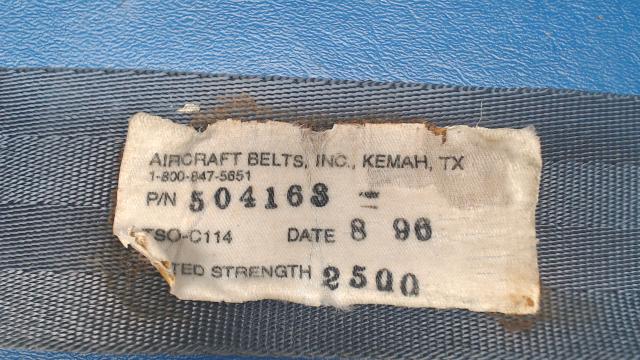 AIRCRAFT BELTS, INC., KEMAH, TX
1-800-847-5651
P/N 504163 -
TSO-C114 DATE 8 96
TED STRENGTH 2500